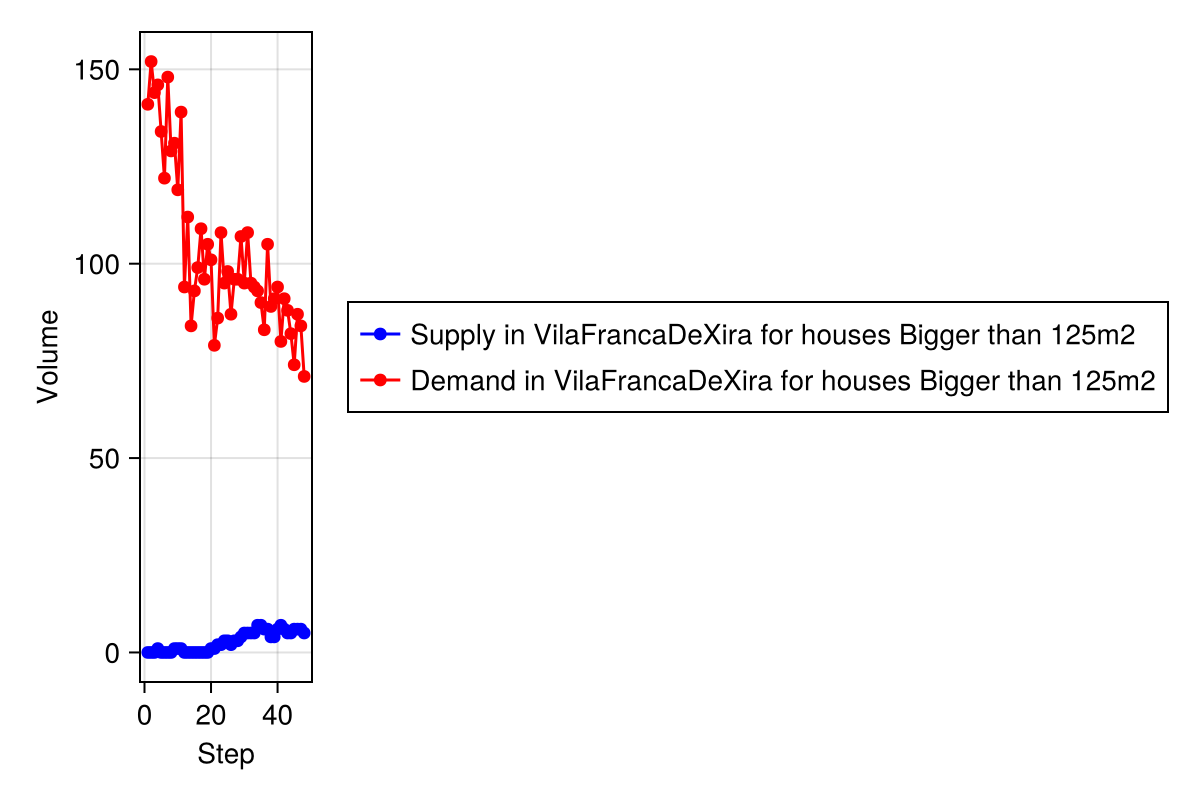 150
100
50
0
Volume
0 20 40
Step
Supply in VilaFrancaDeXira for houses Bigger than 125m2
Demand in VilaFrancaDeXira for houses Bigger than 125m2